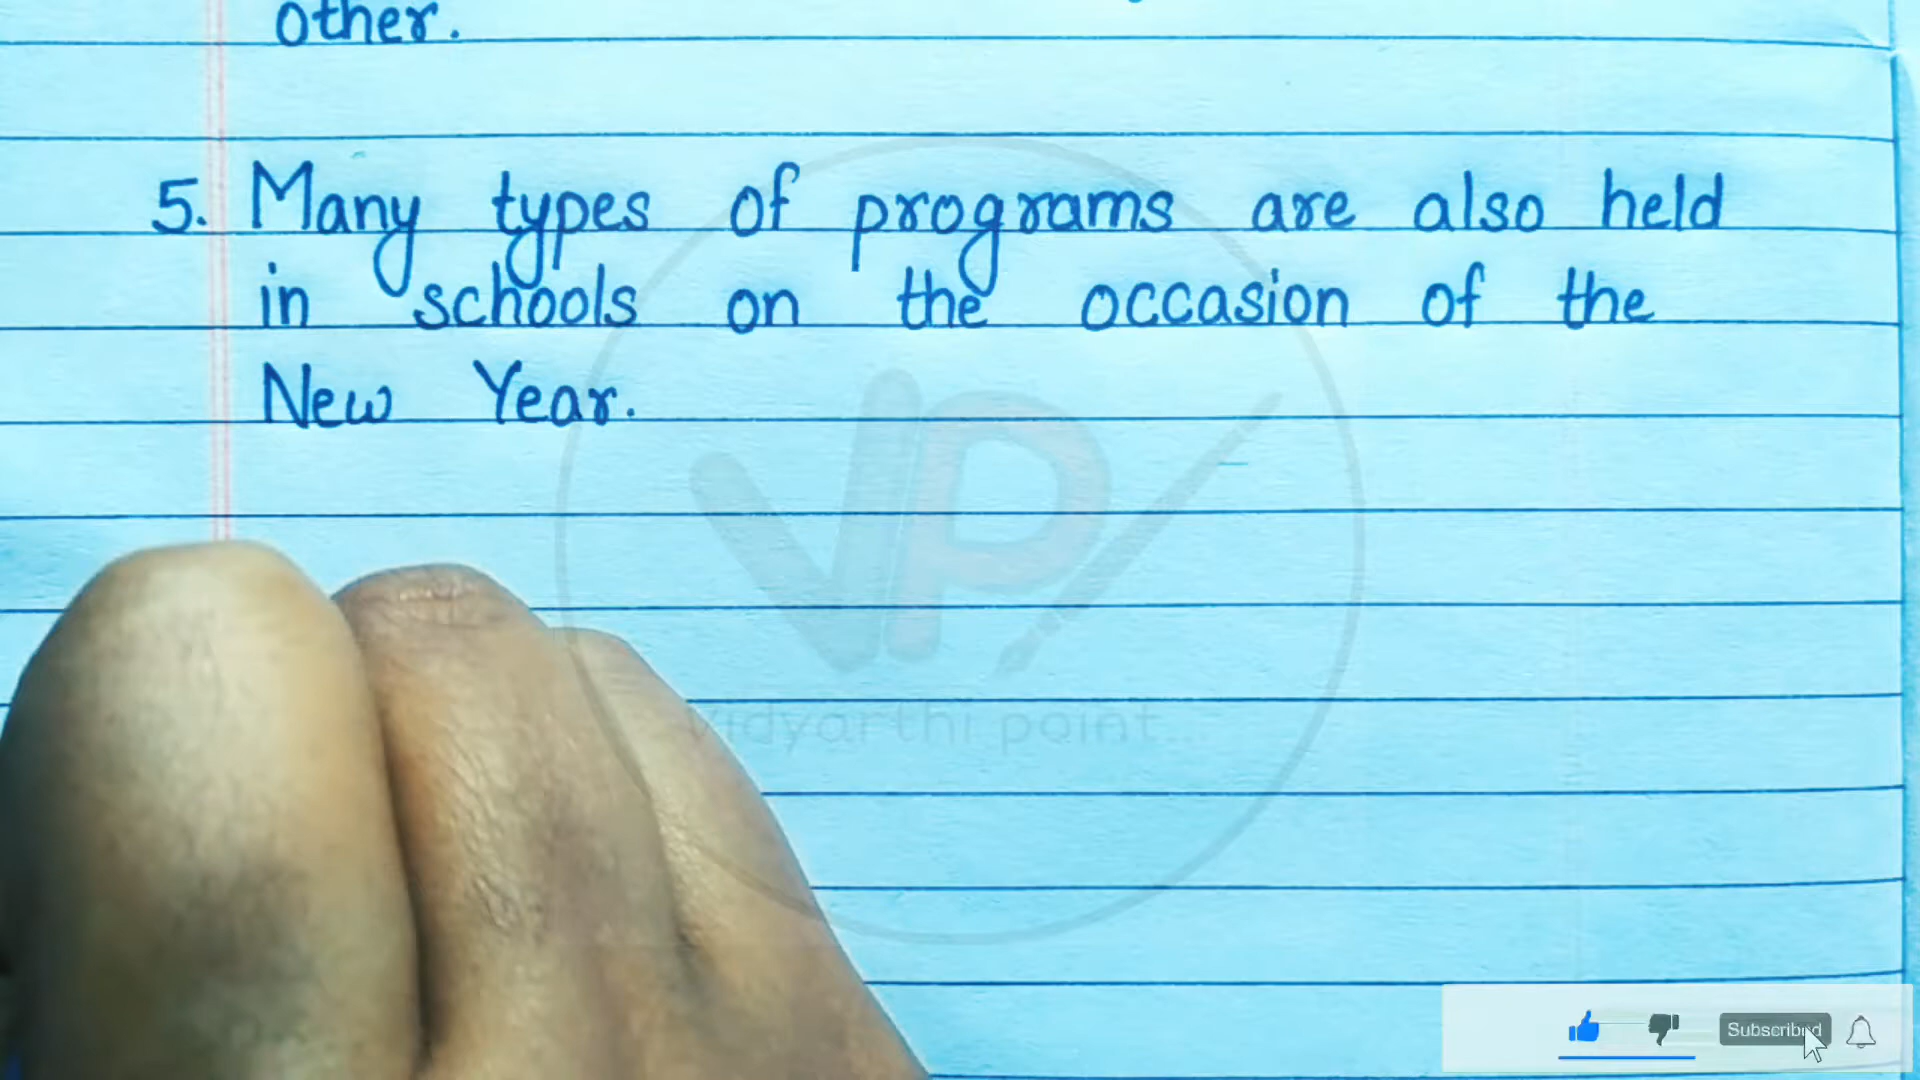 other.
5. Many types of programs are also held
in schools on the occasion of the
New Year.
VP
Vidyarthi point...
Subscribed